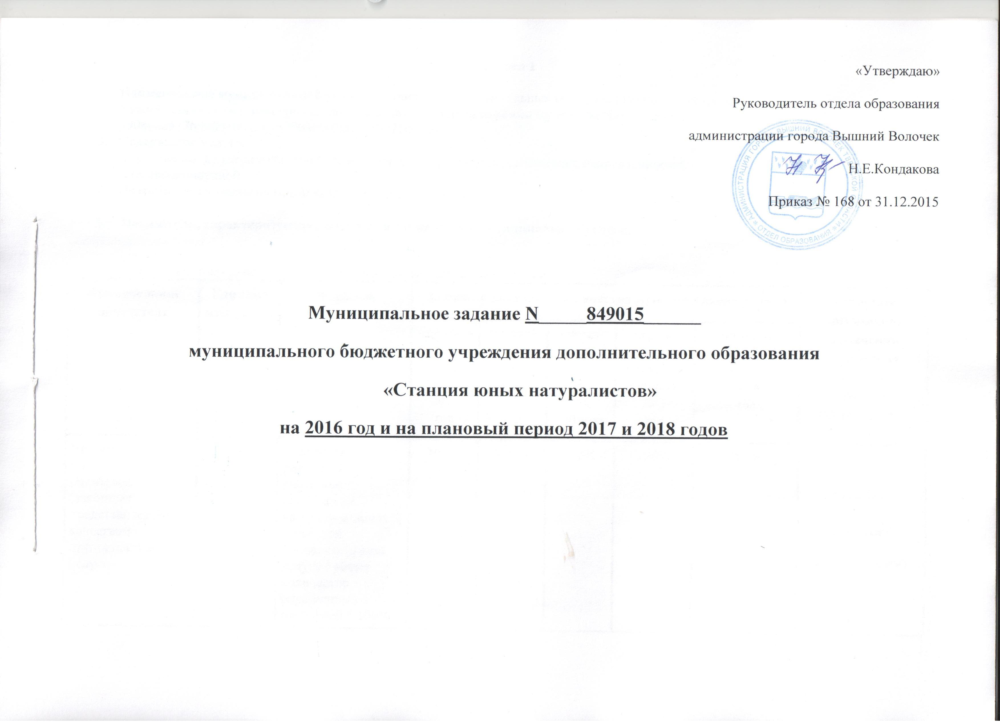 «Утверждаю»
Руководитель отдела образования
администрации города Вышний Волочек
Н.Е.Кондакова
Приказ № 168 от 31.12.2015
АДМИНИСТРАЦИЯ ГОРОДА ВЫШНИЙ ВОЛОЧЕК ТВЕРСКОЙ ОБЛАСТИ * ОТДЕЛ ОБРАЗОВАНИЯ *
Муниципальное задание N_____849015______
муниципального бюджетного учреждения дополнительного образования
«Станция юных натуралистов»
на 2016 год и на плановый период 2017 и 2018 годов